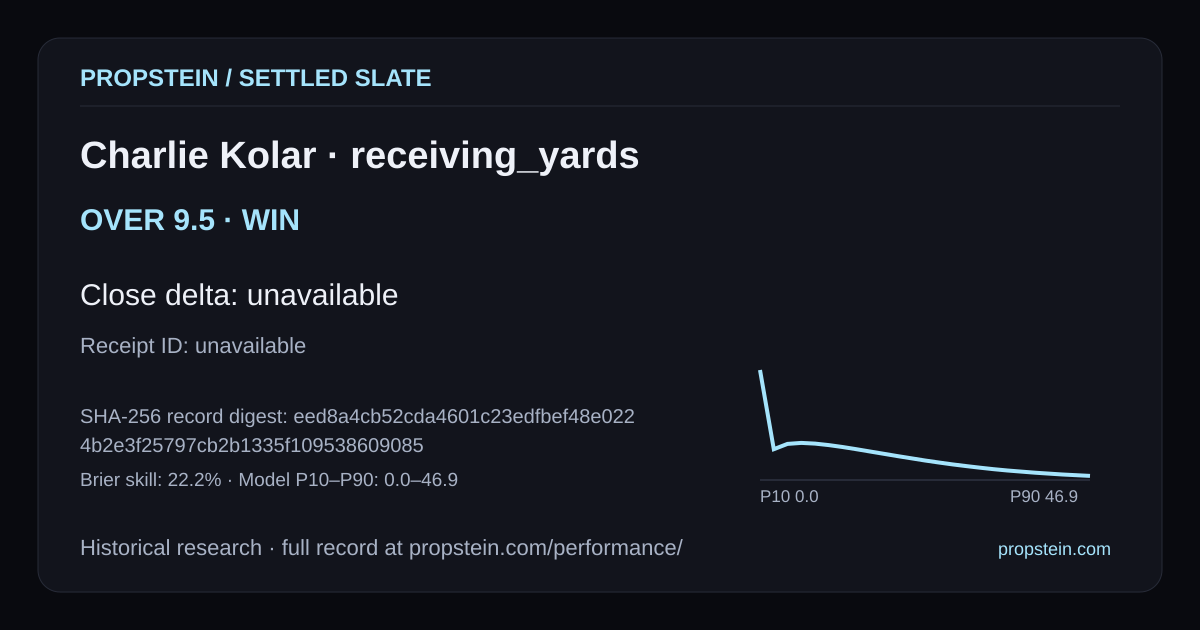 PROPSTEIN / SETTLED SLATE
Charlie Kolar · receiving_yards
OVER 9.5 · WIN
Close delta: unavailable
Receipt ID: unavailable
SHA-256 record digest: eed8a4cb52cda4601c23edfbef48e022
4b2e3f25797cb2b1335f109538609085
Brier skill: 22.2% · Model P10–P90: 0.0–46.9
P10 0.0
P90 46.9
Historical research · full record at propstein.com/performance/
propstein.com